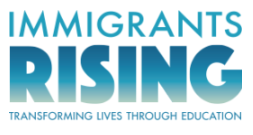 IMMIGRANTS
RISING
TRANSFORMING LIVES THROUGH EDUCATION